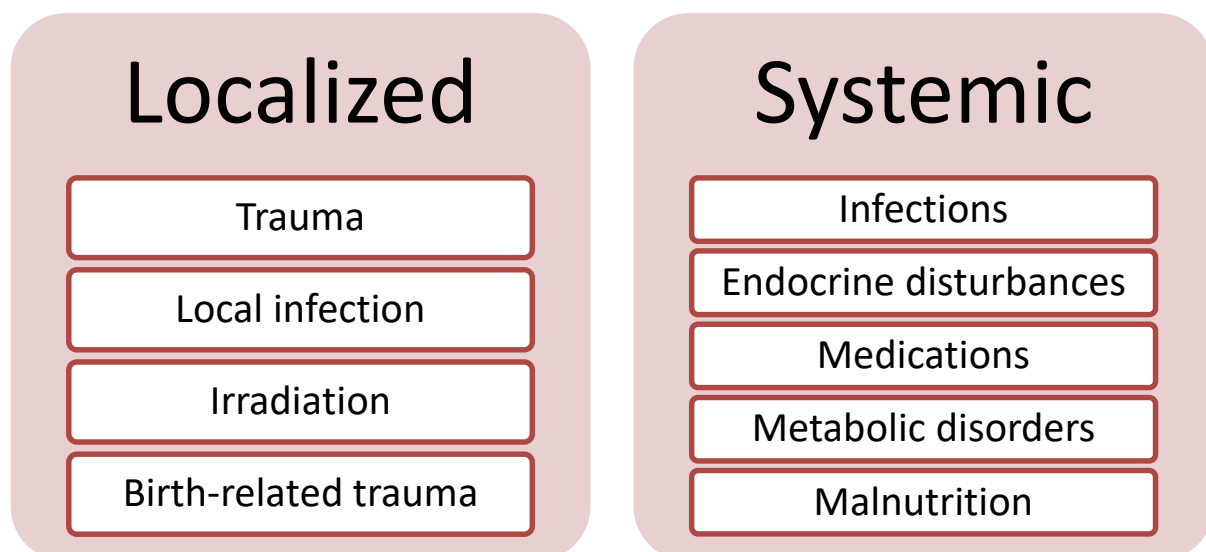 Localized
Trauma
Local infection
Irradiation
Birth-related trauma
Systemic
Infections
Endocrine disturbances
Medications
Metabolic disorders
Malnutrition